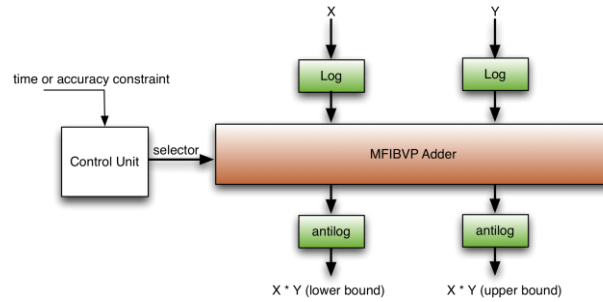 X
Y
time or accuracy constraint
Log
Log
Control Unit
selector
MFIBVP Adder
antilog
antilog
X * Y (lower bound)
X * Y (upper bound)